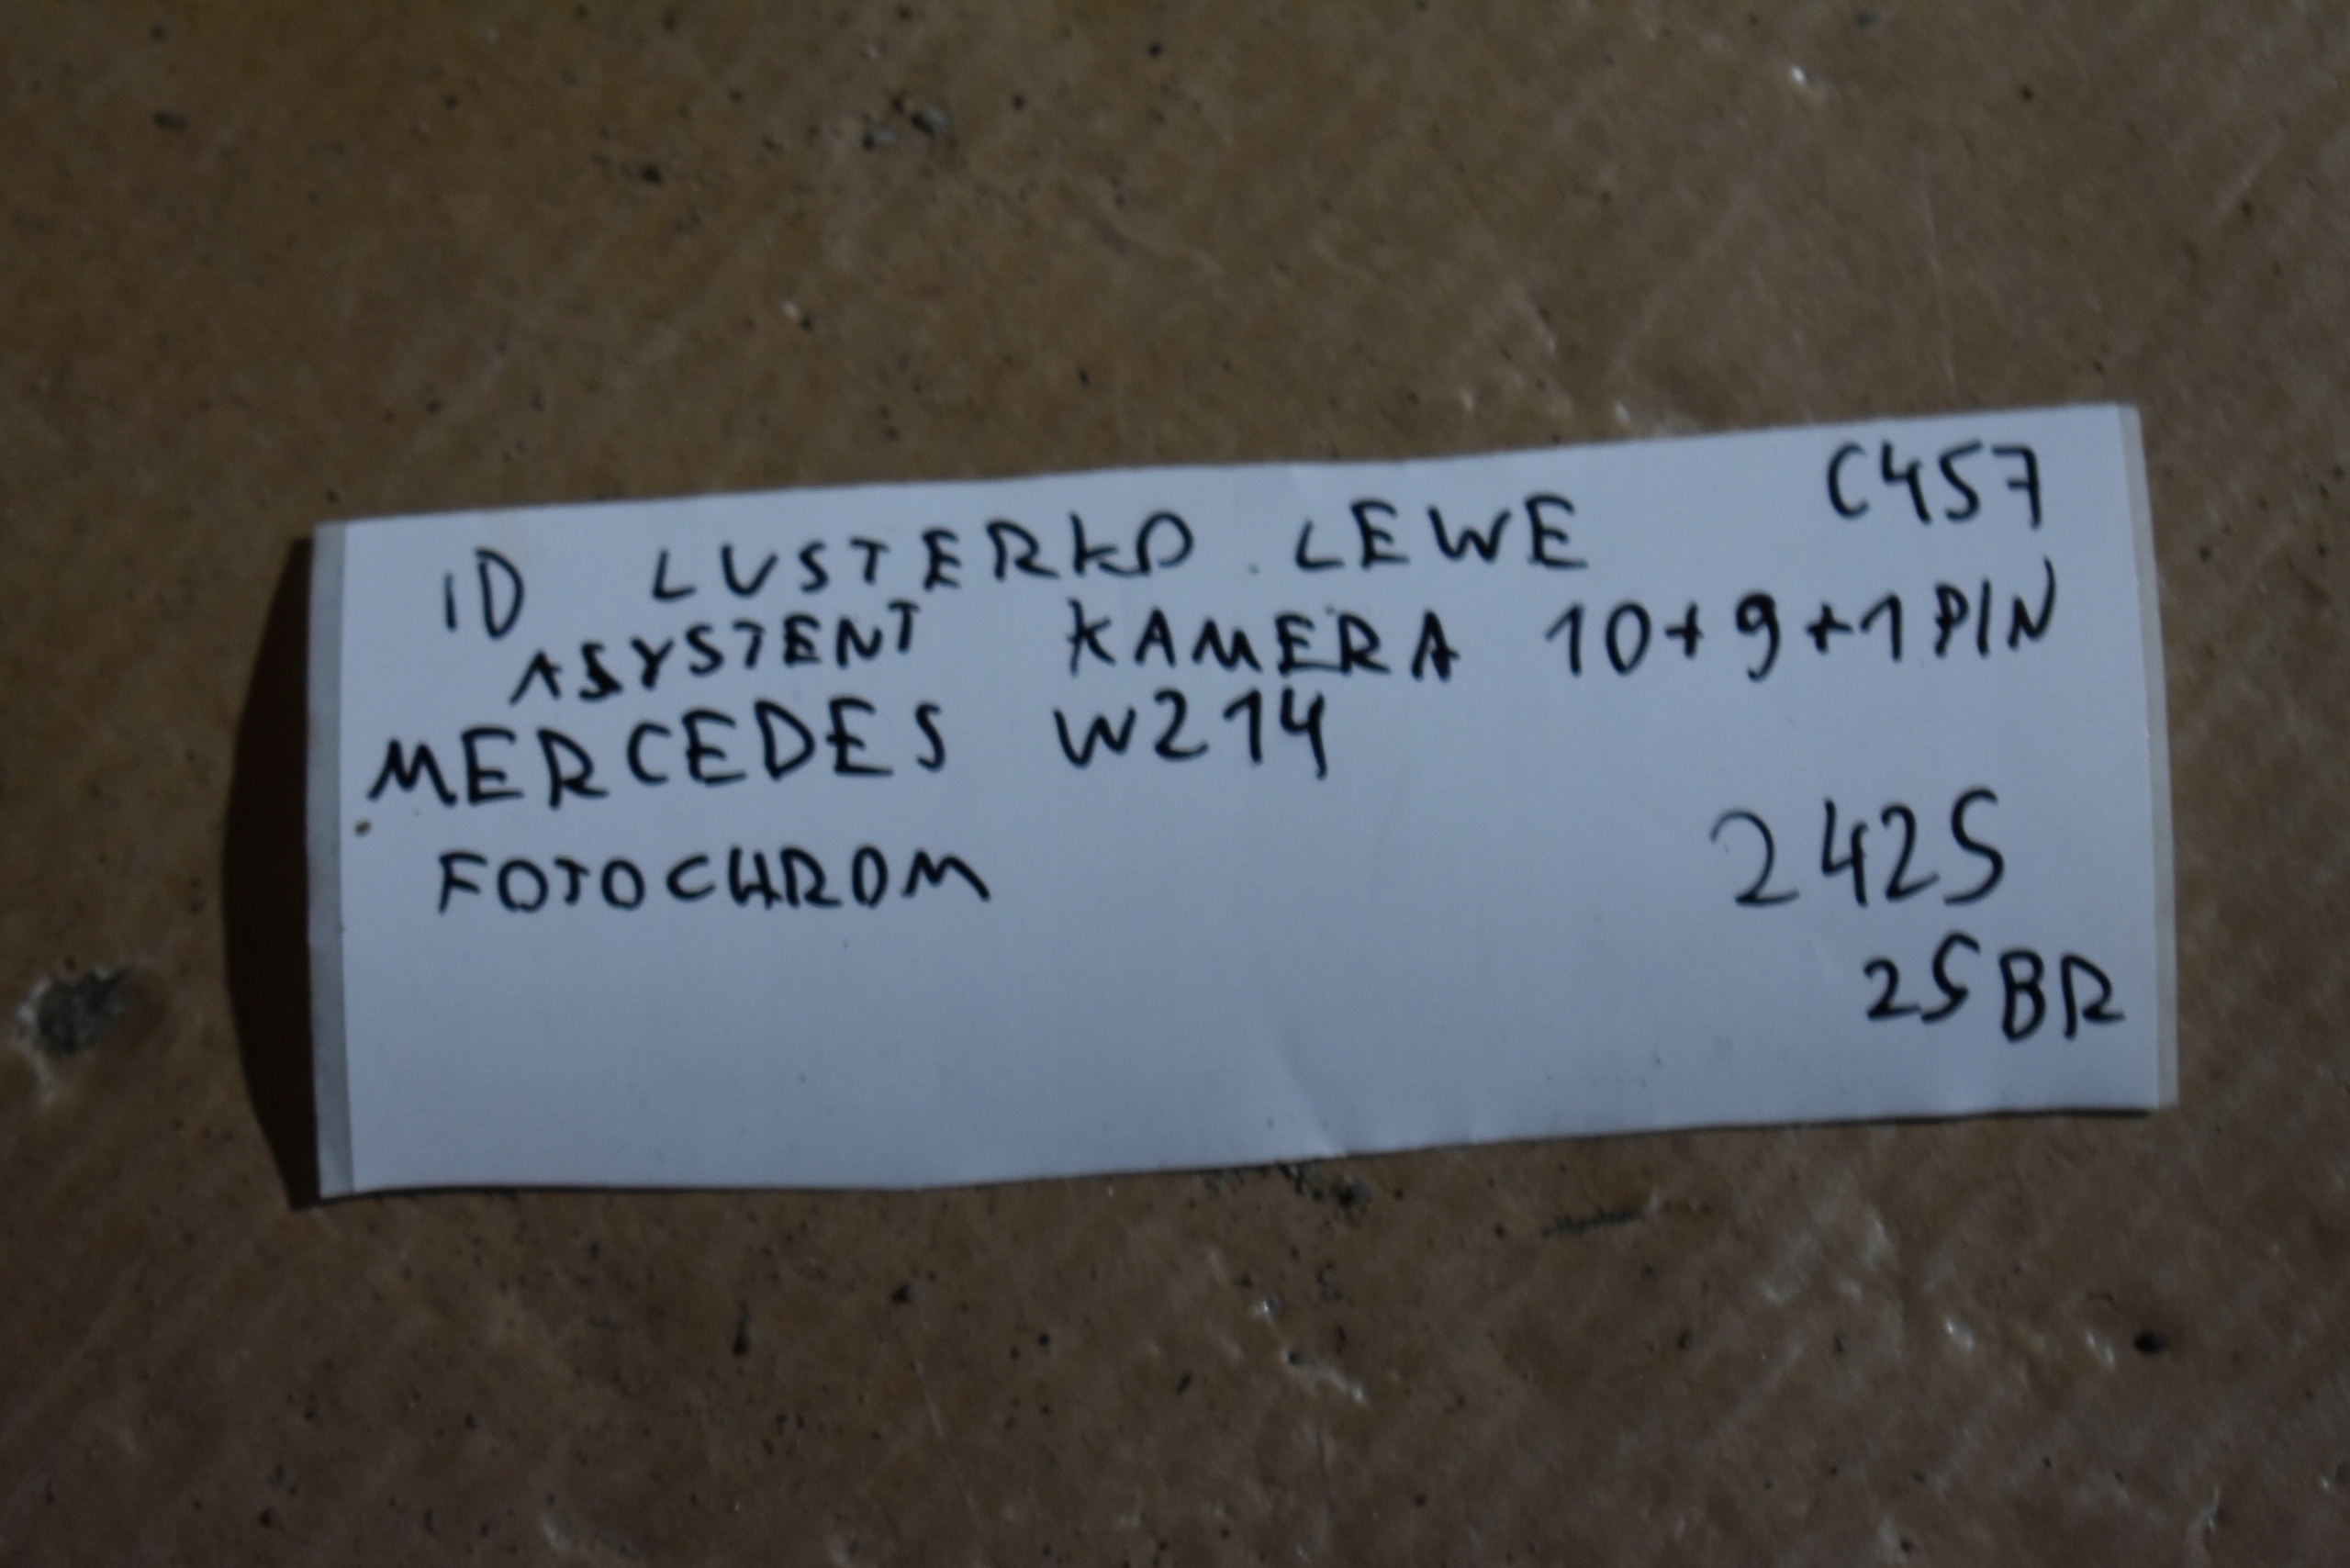 ID LUSTERKO LEWE C457
ASYSTENT KAMERA 10+9+1PIN
MERCEDES W214
FOTOCHROM 2425
25BR